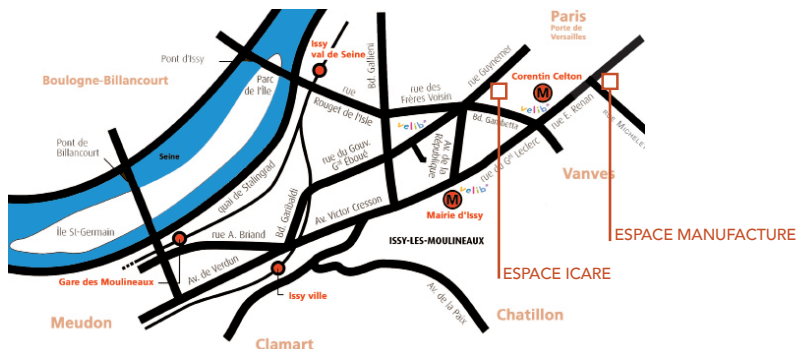 Paris
Porte de
Versailles
Pont d'Issy
Issy
val de Seine
Bd. Gallieni
rue Guynemer
Boulogne-Billancourt
Parc
de l'Île
rue
Rouget de l'Isle
rue des
Frères Voisin
Corentin Celton
M
velib'
Bd. Gambetta
rue E. Renan
rue Michelet
Pont de
Billancourt
Seine
quai de Stalingrad
rue du Gouv.
Gal Éboué
velib'
Av. de la
République
rue du Gal Leclerc
Vanves
Île St-Germain
rue A. Briand
Bd. Garibaldi
Av. Victor Cresson
velib'
M
Mairie d'Issy
ESPACE MANUFACTURE
ISSY-LES-MOULINEAUX
Gare des Moulineaux
Av. de Verdun
Issy ville
ESPACE ICARE
Av. de la Paix
Meudon
Clamart
Chatillon